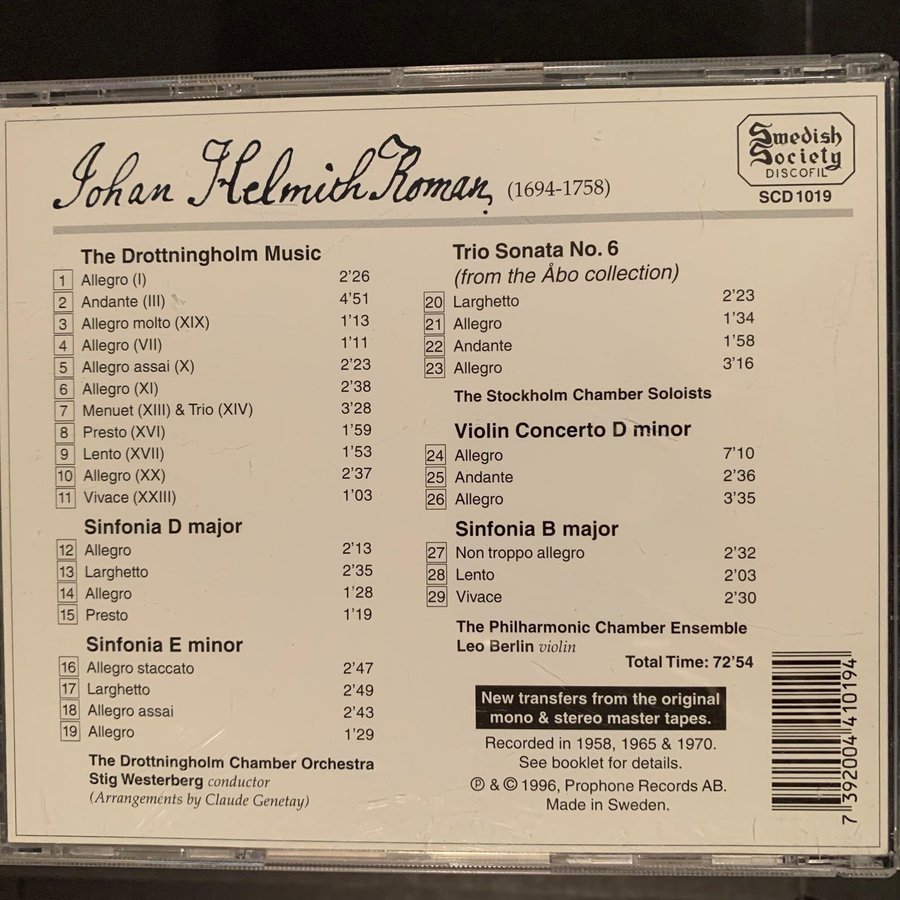 Johan Helmich Roman, (1694-1758)
Swedish
Society
DISCOFIL
SCD 1019
The Drottningholm Music
1 Allegro (I) 2'26
2 Andante (III) 4'51
3 Allegro molto (XIX) 1'13
4 Allegro (VII) 1'11
5 Allegro assai (X) 2'23
6 Allegro (XI) 2'38
7 Menuet (XIII) & Trio (XIV) 3'28
8 Presto (XVI) 1'59
9 Lento (XVII) 1'53
10 Allegro (XX) 2'37
11 Vivace (XXIII) 1'03
Sinfonia D major
12 Allegro 2'13
13 Larghetto 2'35
14 Allegro 1'28
15 Presto 1'19
Sinfonia E minor
16 Allegro staccato 2'47
17 Larghetto 2'49
18 Allegro assai 2'43
19 Allegro 1'29
The Drottningholm Chamber Orchestra
Stig Westerberg conductor
(Arrangements by Claude Genetay)
Trio Sonata No. 6
(from the Åbo collection)
20 Larghetto 2'23
21 Allegro 1'34
22 Andante 1'58
23 Allegro 3'16
The Stockholm Chamber Soloists
Violin Concerto D minor
24 Allegro 7'10
25 Andante 2'36
26 Allegro 3'35
Sinfonia B major
27 Non troppo allegro 2'32
28 Lento 2'03
29 Vivace 2'30
The Philharmonic Chamber Ensemble
Leo Berlin violin
Total Time: 72'54
New transfers from the original
mono & stereo master tapes.
Recorded in 1958, 1965 & 1970.
See booklet for details.
℗ & © 1996, Prophone Records AB.
Made in Sweden.
7 392004 410194